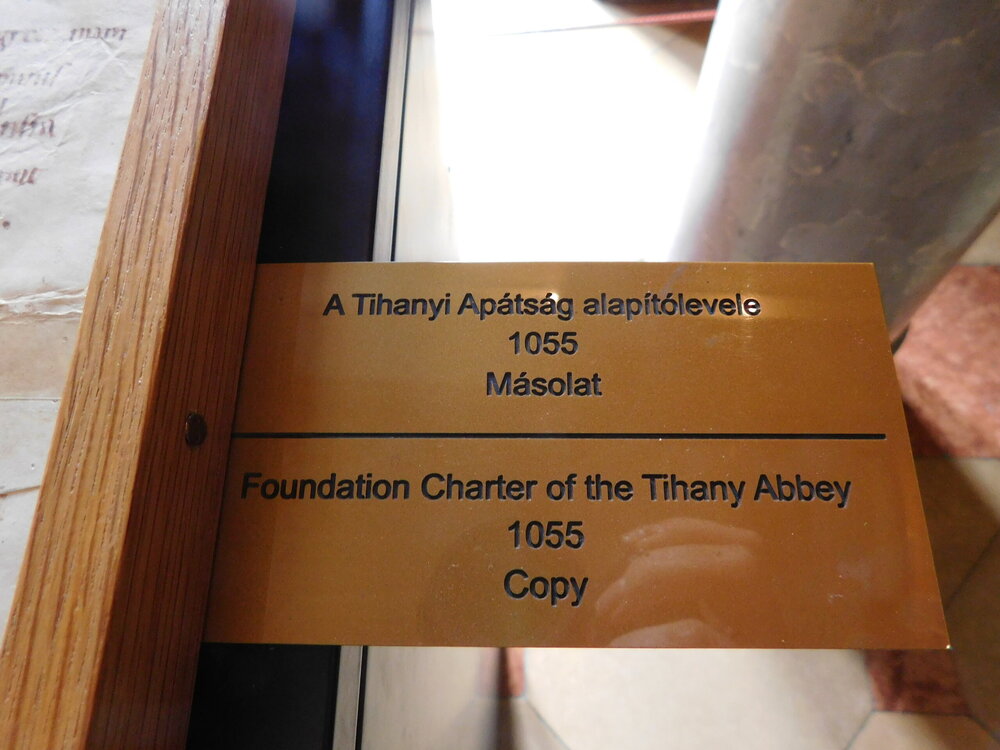 A Tihanyi Apátság alapítólevele
1055
Másolat
Foundation Charter of the Tihany Abbey
1055
Copy